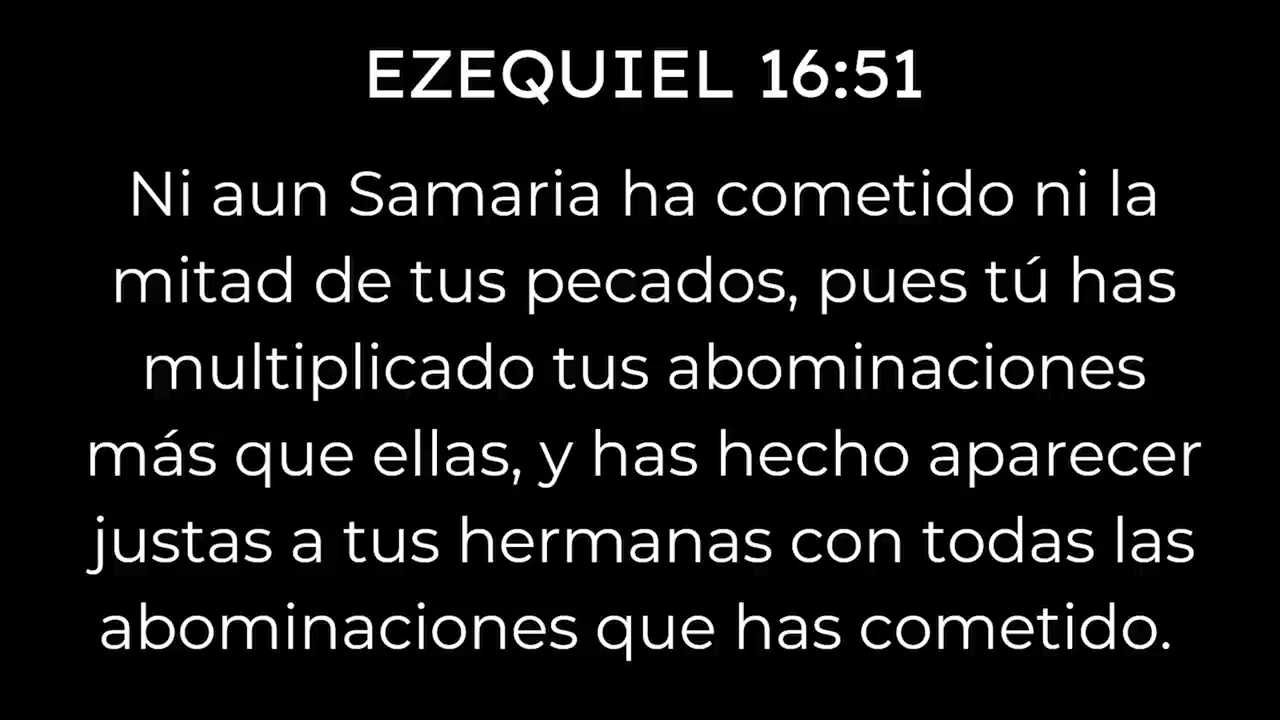 EZEQUIEL 16:51
Ni aun Samaria ha cometido ni la
mitad de tus pecados, pues tú has
multiplicado tus abominaciones
más que ellas, y has hecho aparecer
justas a tus hermanas con todas las
abominaciones que has cometido.